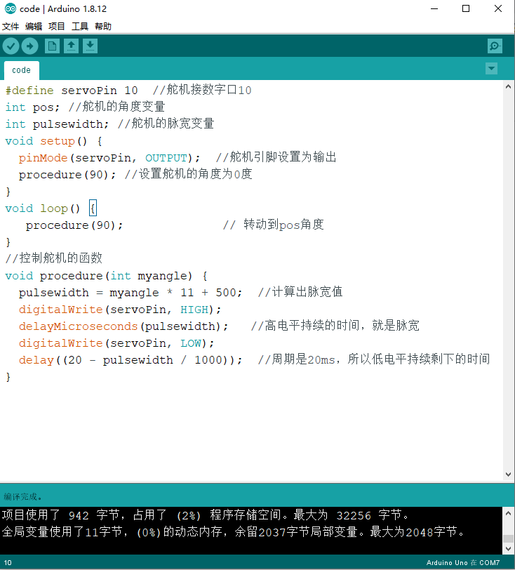 code | Arduino 1.8.12
文件 编辑 项目 工具 帮助
code
#define servoPin 10  //舵机接数字口10
int pos; //舵机的角度变量
int pulsewidth; //舵机的脉宽变量
void setup() {
  pinMode(servoPin, OUTPUT);  //舵机引脚设置为输出
  procedure(90); //设置舵机的角度为0度
}
void loop() {
   procedure(90);              // 转动到pos角度
}
//控制舵机的函数
void procedure(int myangle) {
  pulsewidth = myangle * 11 + 500;  //计算出脉宽值
  digitalWrite(servoPin, HIGH);
  delayMicroseconds(pulsewidth);   //高电平持续的时间，就是脉宽
  digitalWrite(servoPin, LOW);
  delay((20 - pulsewidth / 1000));  //周期是20ms，所以低电平持续剩下的时间
}
编译完成。
项目使用了 942 字节，占用了 (2%) 程序存储空间。最大为 32256 字节。
全局变量使用了11字节，(0%)的动态内存，余留2037字节局部变量。最大为2048字节。
10 Arduino Uno 在 COM7